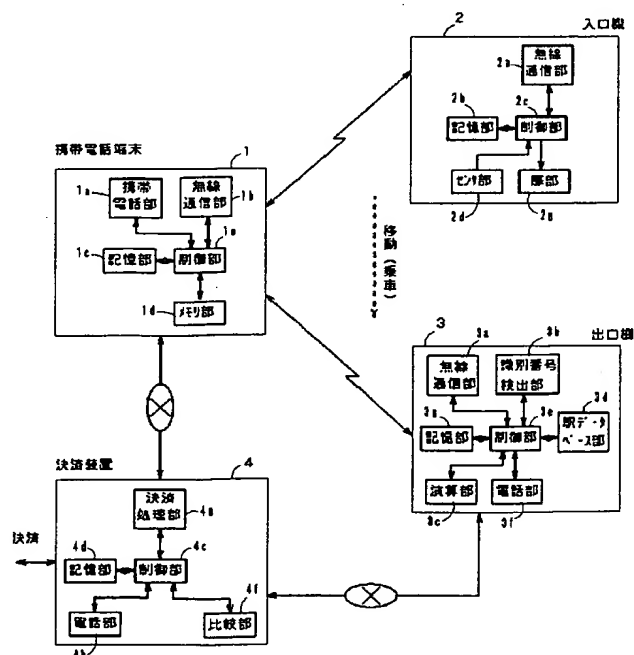 2
入口機
2a
無線
通信部
2b
2c
記憶部
制御部
センサ部
扉部
2d
2e
携帯電話端末
1
1a
携帯
電話部
無線
通信部
1b
1e
1c
記憶部
制御部
1d
メモリ部
移動(乗車)
3
出口機
3a
3b
無線
通信部
識別番号
検出部
3g
3e
3d
記憶部
制御部
駅データ
ベース部
演算部
電話部
3c
3f
決済装置
4
決済
処理部
4a
決済
4d
4c
記憶部
制御部
4f
電話部
比較部
4b